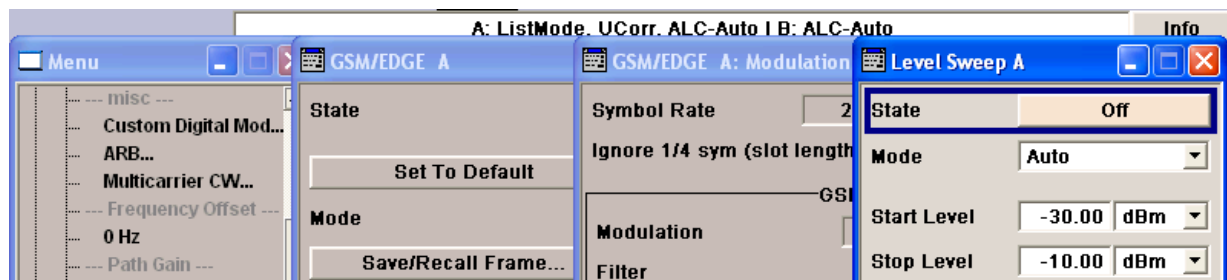 A: ListMode, UCorr, ALC-Auto | B: ALC-Auto
Info
Menu
--- misc ---
Custom Digital Mod...
ARB...
Multicarrier CW...
--- Frequency Offset ---
0 Hz
--- Path Gain ---
GSM/EDGE A
State
Set To Default
Mode
Save/Recall Frame...
GSM/EDGE A: Modulation
Symbol Rate
2
Ignore 1/4 sym (slot length
Modulation
Filter
Level Sweep A
State Off
Mode Auto
Start Level -30.00 dBm
Stop Level -10.00 dBm